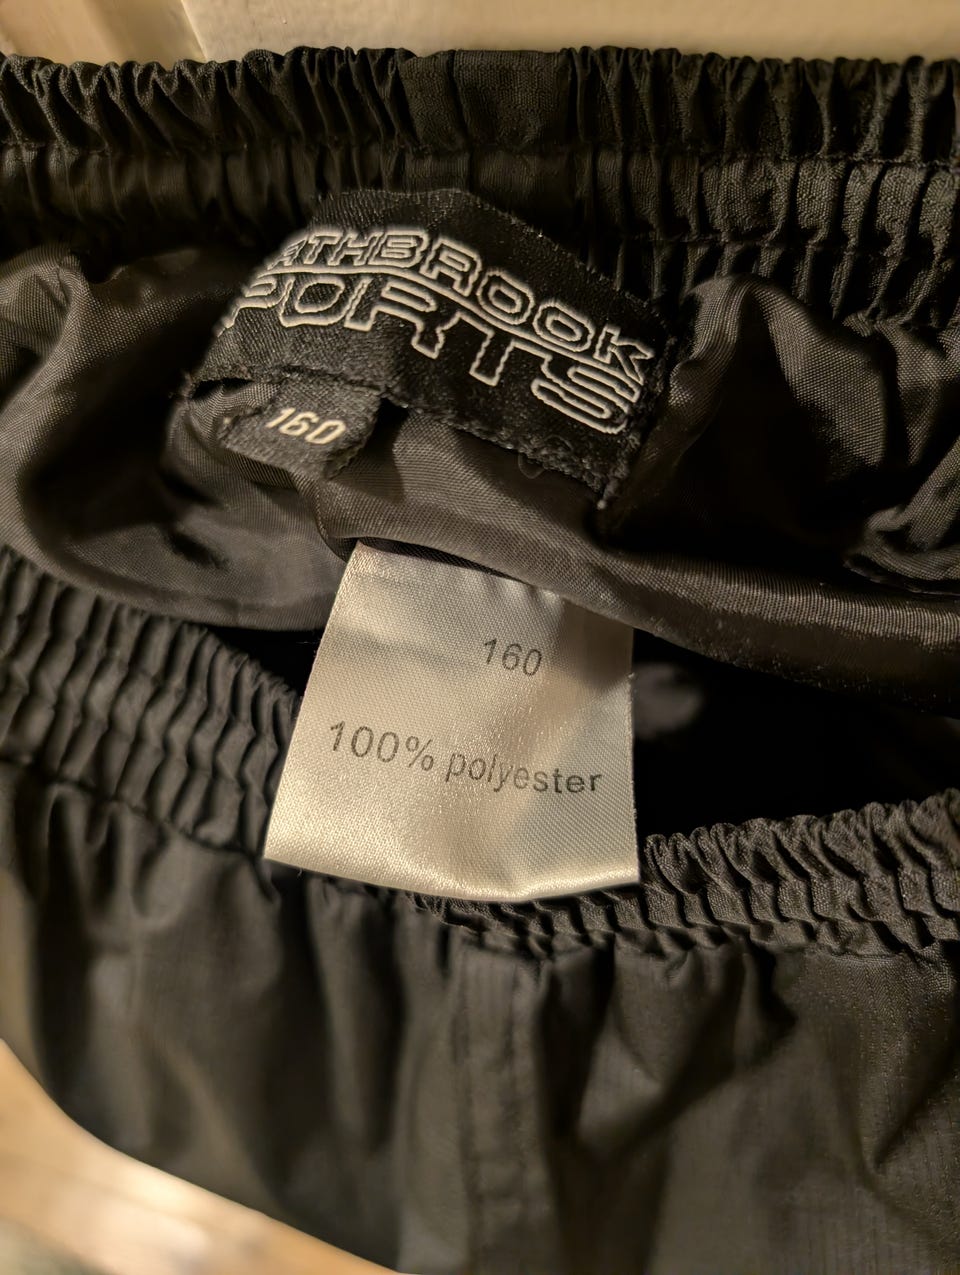 ATHBROOK
PORTS
160
160
100% polyester